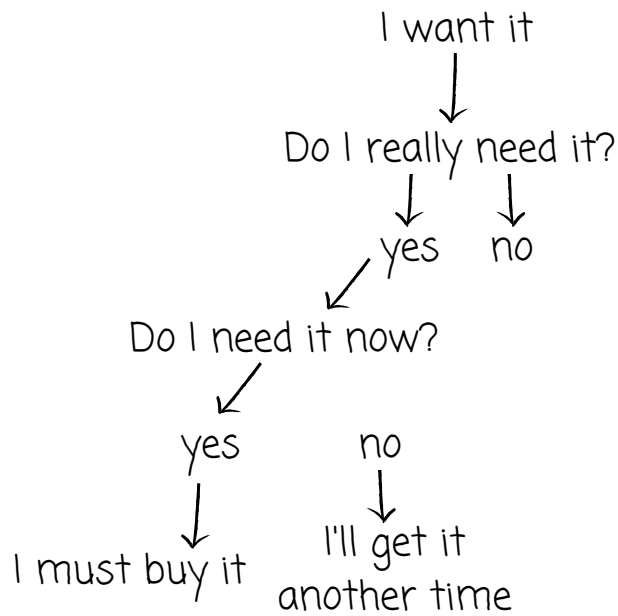 I want it
Do I really need it?
yes no
Do I need it now?
yes no
I must buy it
I'll get it
another time